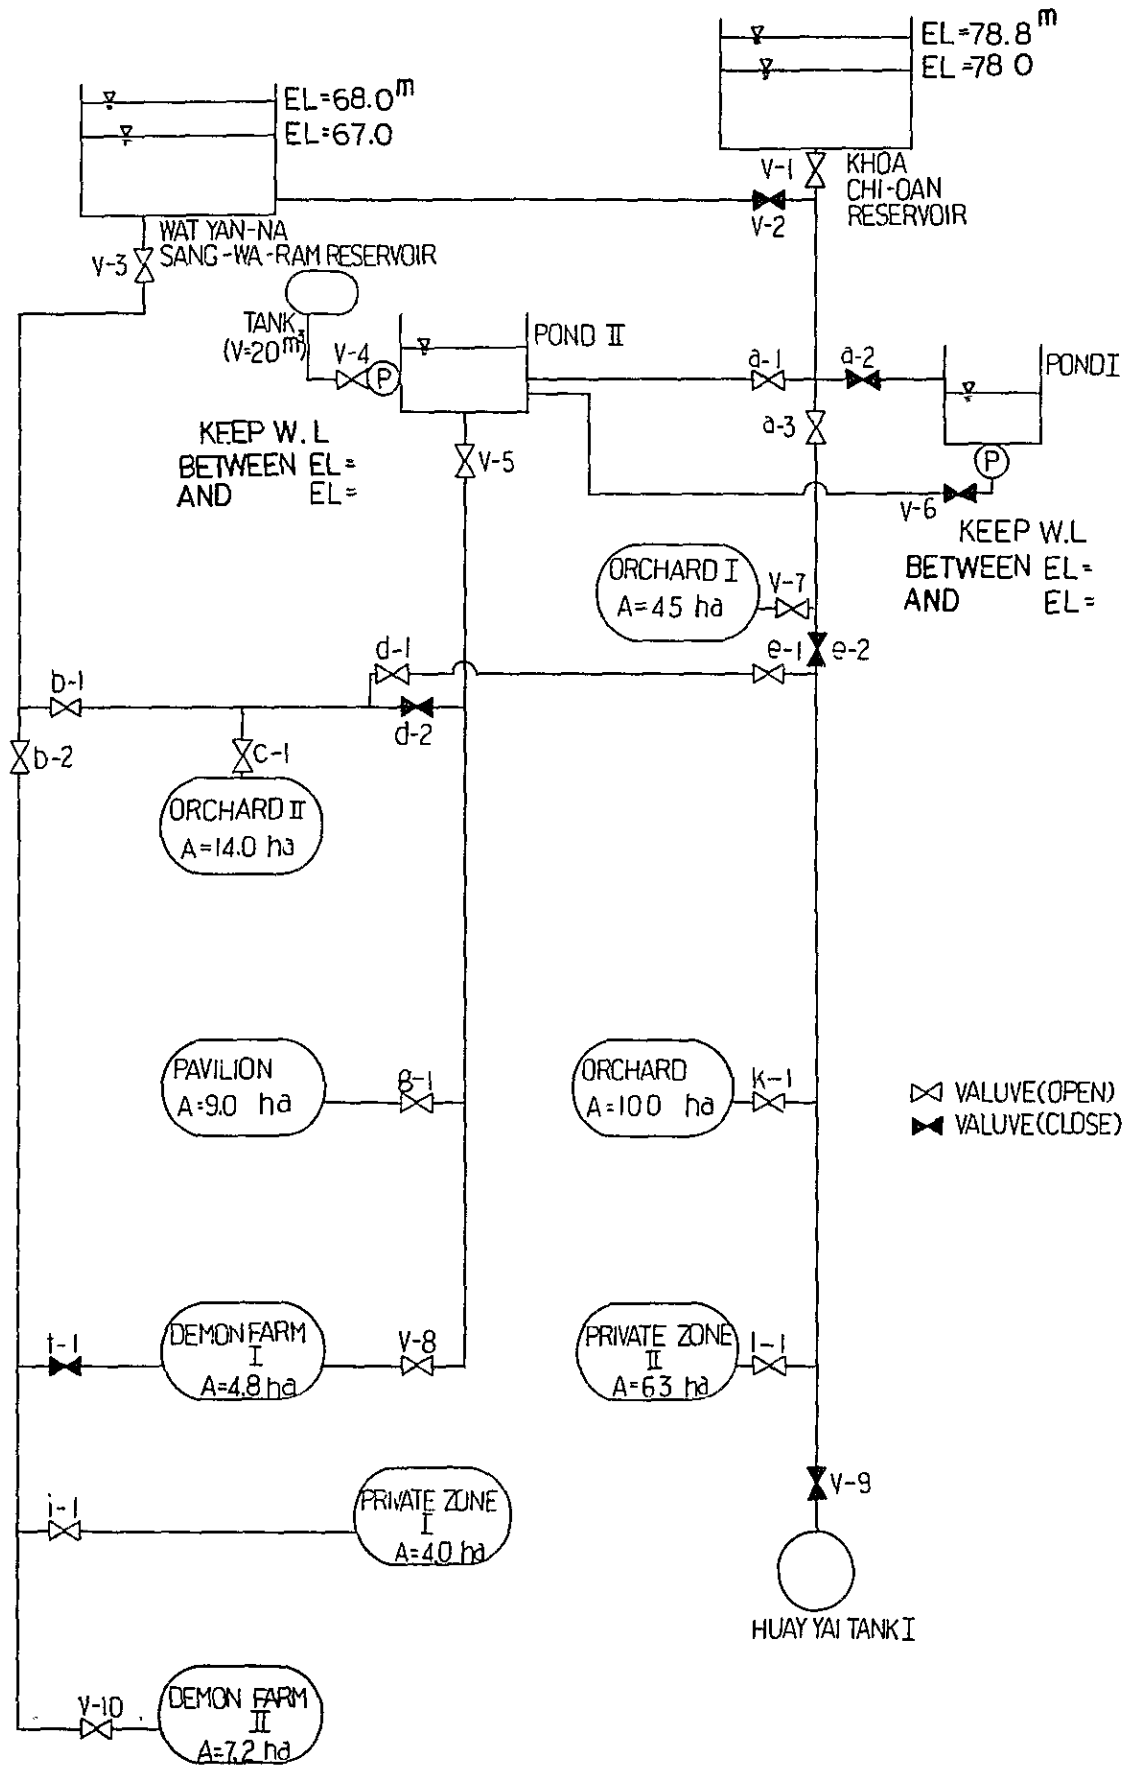 EL=78.8m
EL=78 0
EL=68.0m
EL=67.0
V-1
KHOA
CHI-OAN
RESERVOIR
V-2
WAT YAN-NA
SANG-WA-RAM RESERVOIR
V-3
TANK
(V=20m³)
V-4
P
POND II
a-1
a-2
POND I
a-3
KEEP W.L
BETWEEN EL=
AND EL=
V-5
P
V-6
KEEP W.L
BETWEEN EL=
AND EL=
ORCHARD I
A=45 ha
V-7
d-1
e-1
e-2
b-1
d-2
b-2
c-1
ORCHARD II
A=14.0 ha
PAVILION
A=9.0 ha
g-1
ORCHARD
A=100 ha
k-1
VALUVE(OPEN)
VALUVE(CLOSE)
t-1
DEMON FARM
I
A=4.8 ha
V-8
PRIVATE ZONE
II
A=63 ha
l-1
i-1
PRIVATE ZONE
I
A=40 ha
V-9
HUAY YAI TANK I
V-10
DEMON FARM
II
A=7.2 ha